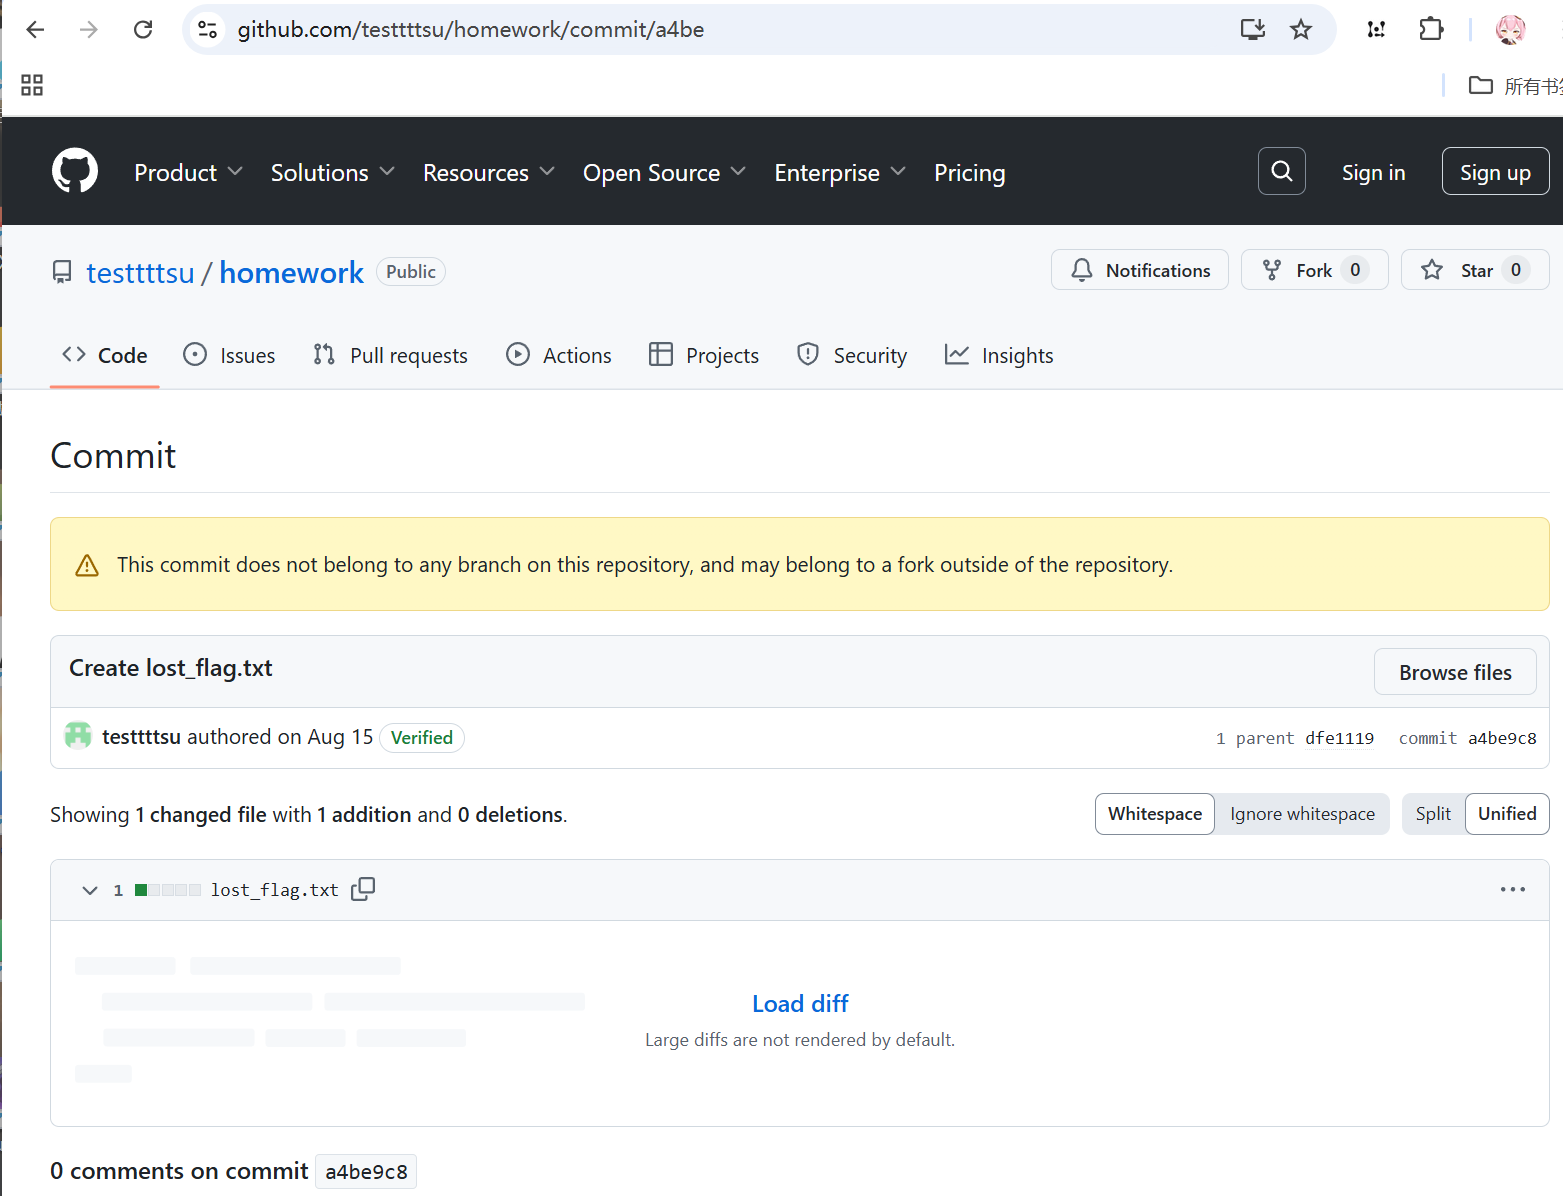 github.com/testtttsu/homework/commit/a4be
所有书
Product Solutions Resources Open Source Enterprise Pricing Sign in Sign up
testtttsu / homework Public Notifications Fork 0 Star 0
Code Issues Pull requests Actions Projects Security Insights
Commit
This commit does not belong to any branch on this repository, and may belong to a fork outside of the repository.
Create lost_flag.txt Browse files
testtttsu authored on Aug 15 Verified 1 parent dfe1119 commit a4be9c8
Showing 1 changed file with 1 addition and 0 deletions. Whitespace Ignore whitespace Split Unified
1 lost_flag.txt
Load diff
Large diffs are not rendered by default.
0 comments on commit a4be9c8